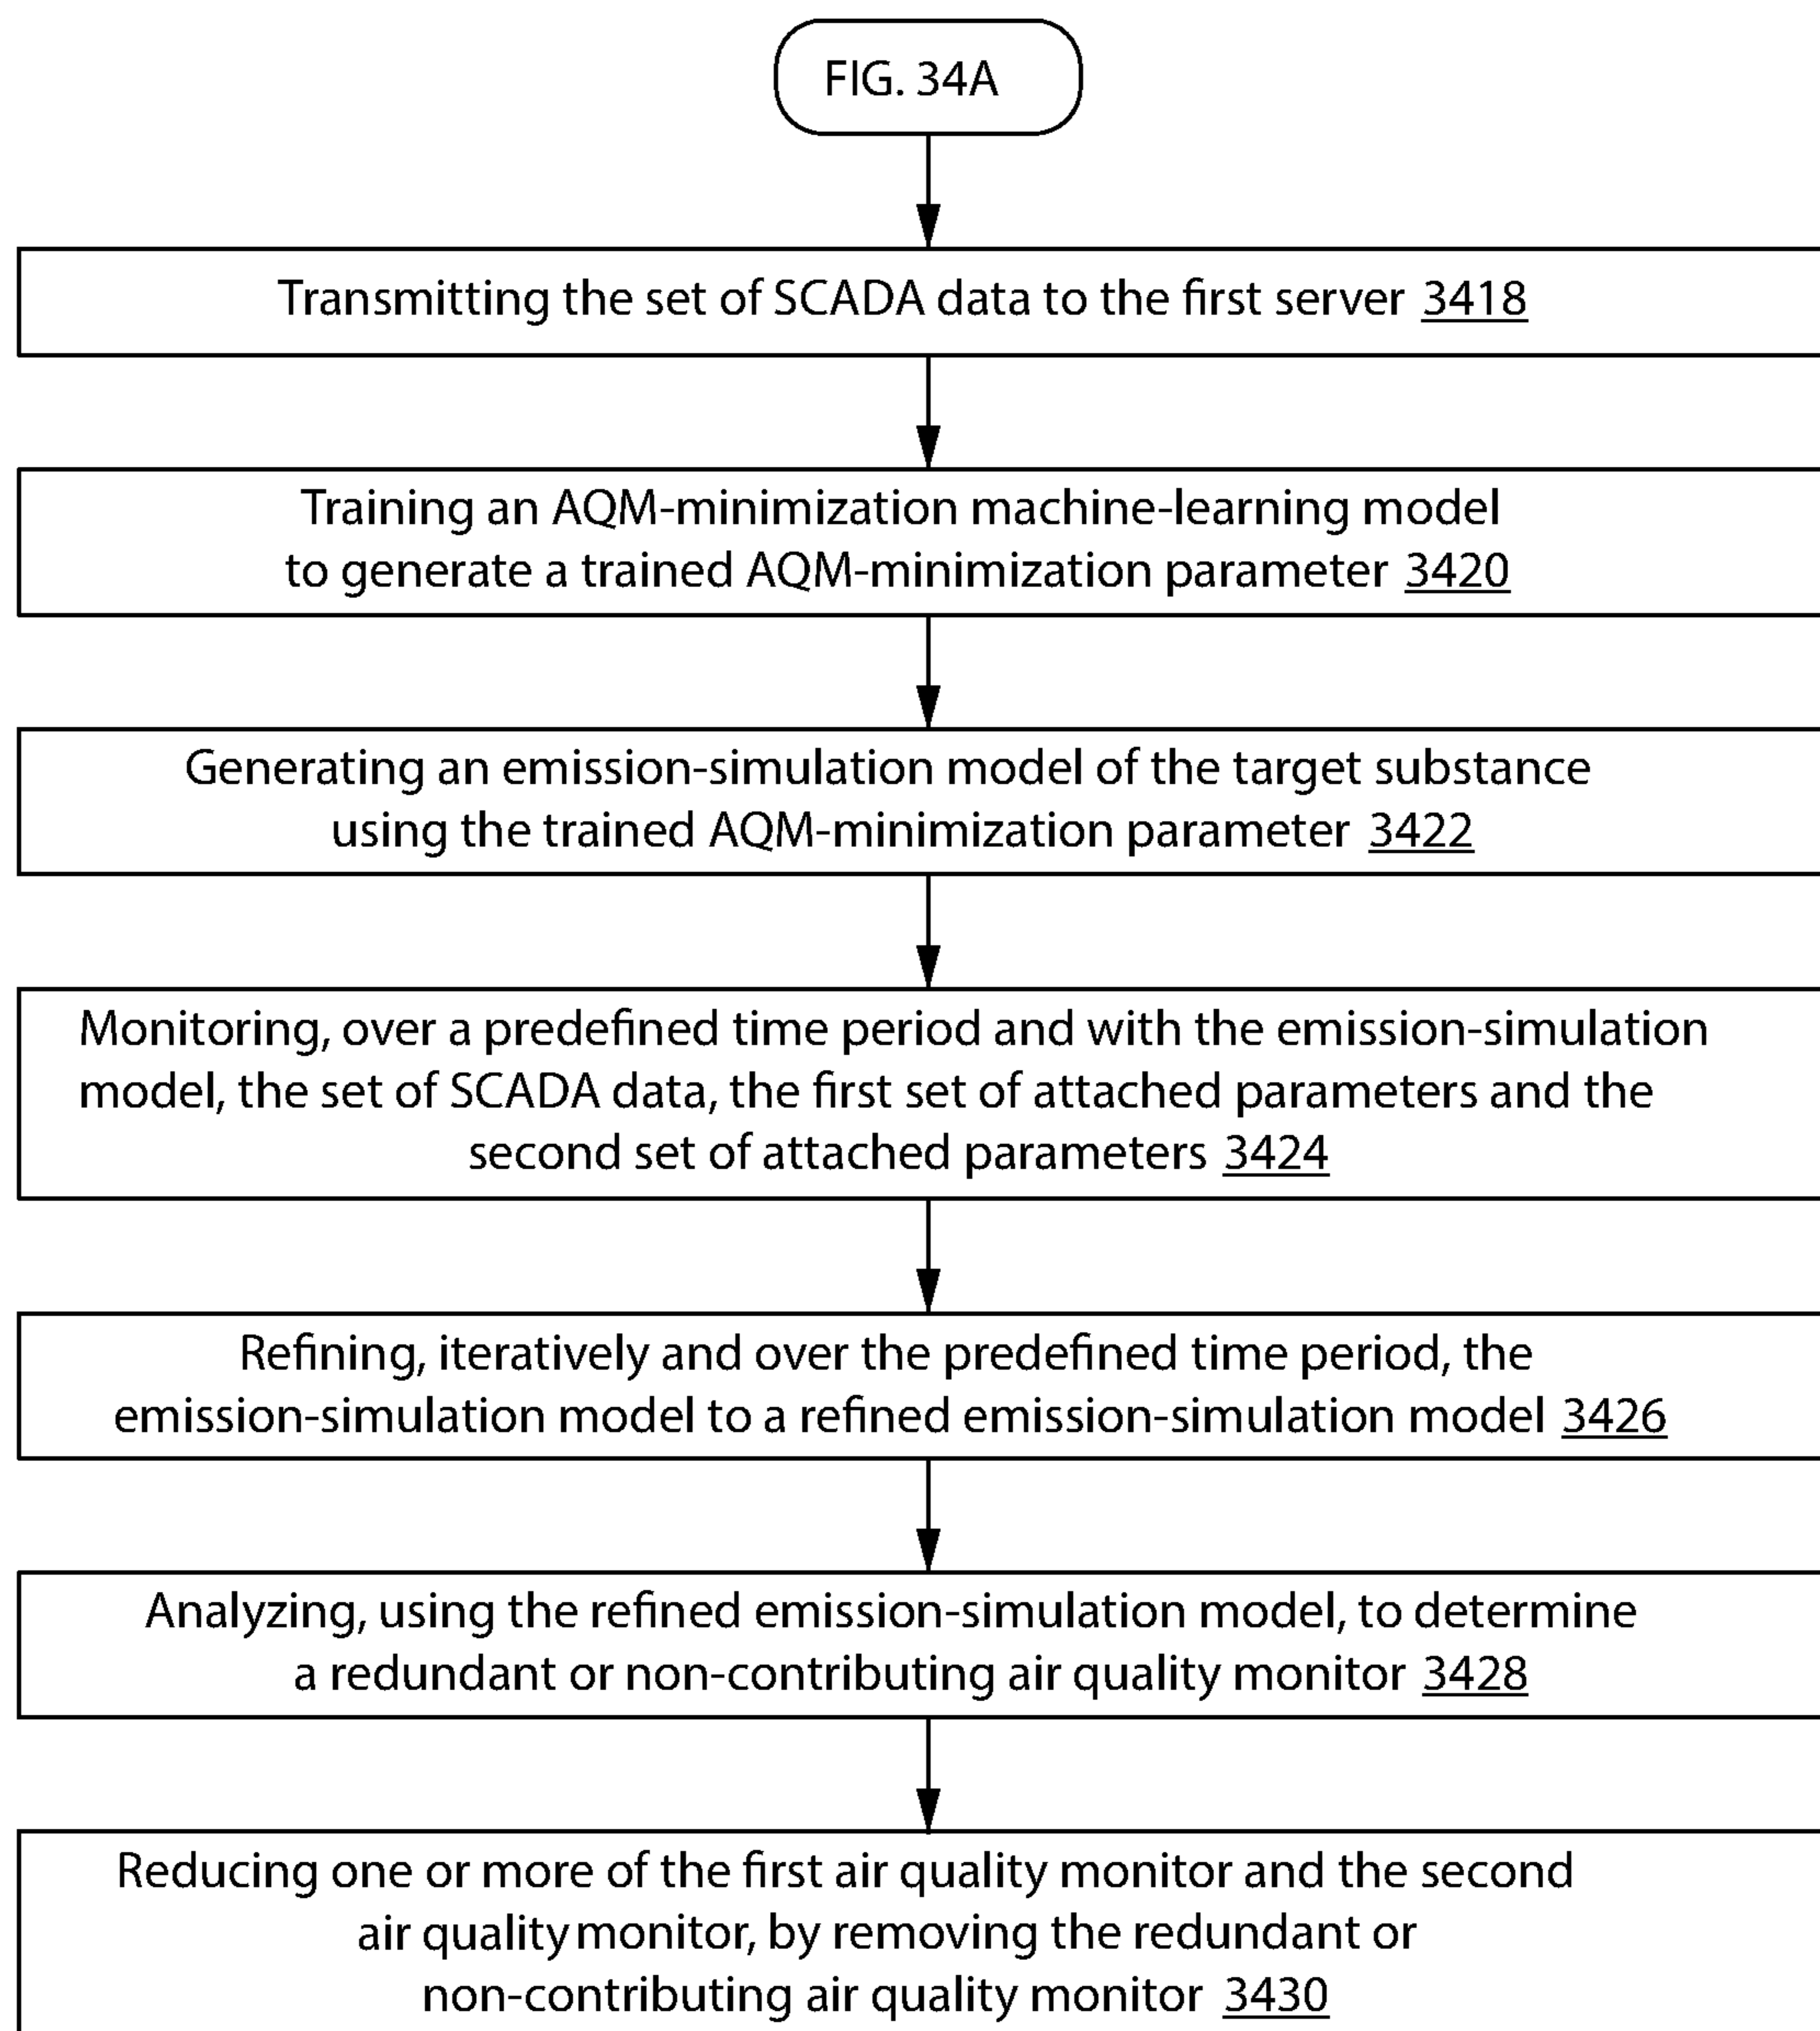 FIG. 34A
Transmitting the set of SCADA data to the first server 3418
Training an AQM-minimization machine-learning model
to generate a trained AQM-minimization parameter 3420
Generating an emission-simulation model of the target substance
using the trained AQM-minimization parameter 3422
Monitoring, over a predefined time period and with the emission-simulation
model, the set of SCADA data, the first set of attached parameters and the
second set of attached parameters 3424
Refining, iteratively and over the predefined time period, the
emission-simulation model to a refined emission-simulation model 3426
Analyzing, using the refined emission-simulation model, to determine
a redundant or non-contributing air quality monitor 3428
Reducing one or more of the first air quality monitor and the second
air quality monitor, by removing the redundant or
non-contributing air quality monitor 3430